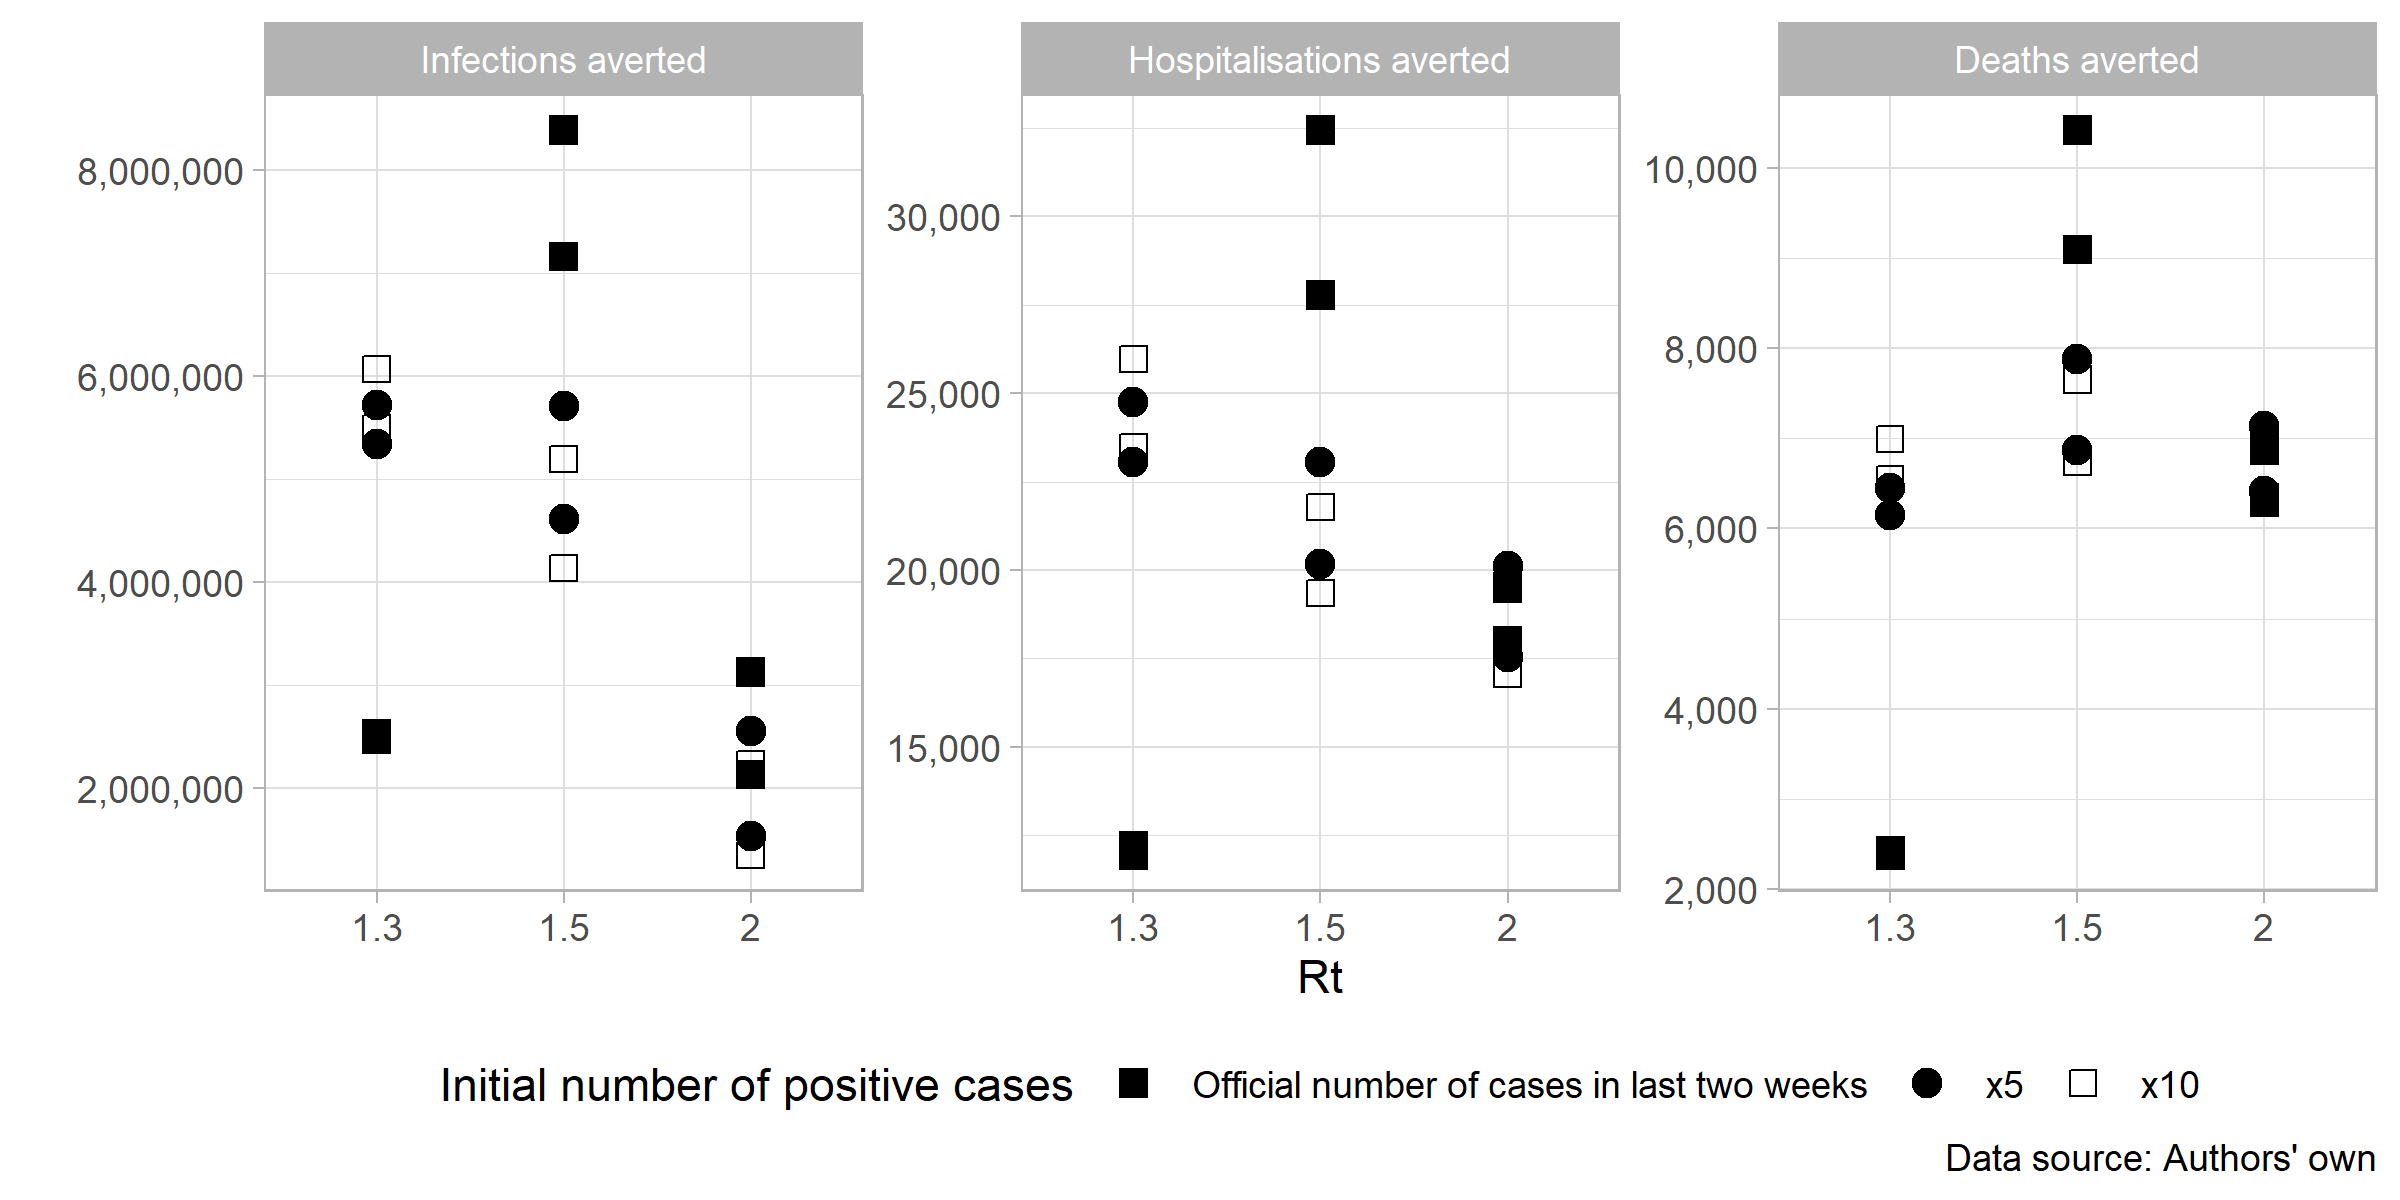 Infections averted
Hospitalisations averted
Deaths averted
8,000,000
6,000,000
4,000,000
2,000,000
30,000
25,000
20,000
15,000
10,000
8,000
6,000
4,000
2,000
1.3 1.5 2
1.3 1.5 2
1.3 1.5 2
Rt
Initial number of positive cases Official number of cases in last two weeks x5 x10
Data source: Authors' own